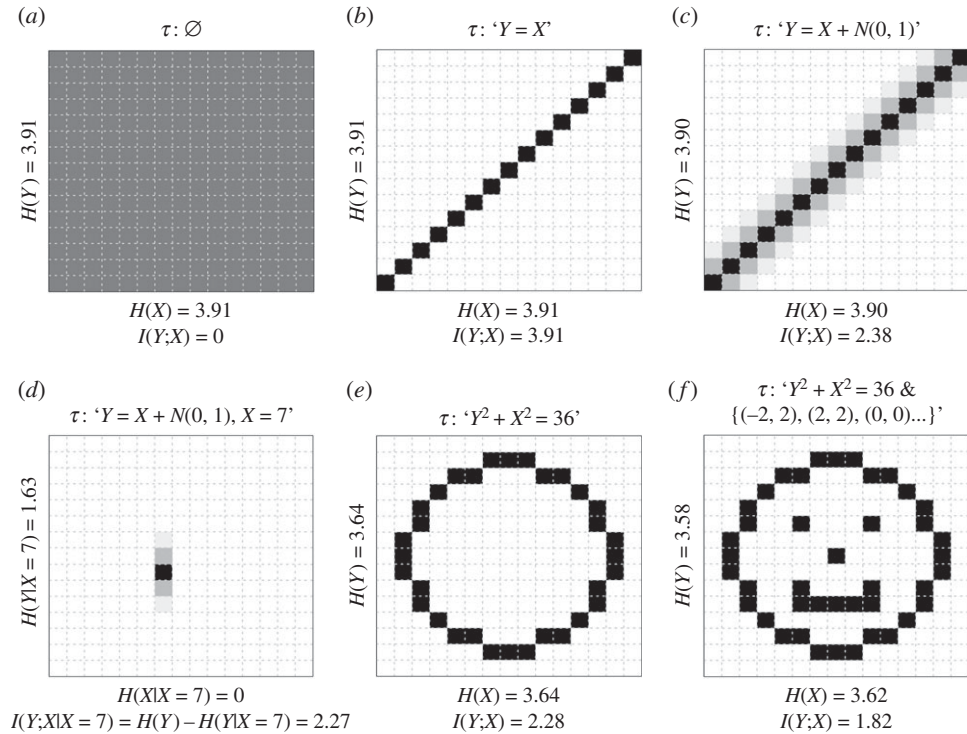 (a)
τ: ∅
H(Y) = 3.91
H(X) = 3.91
I(Y;X) = 0
(b)
τ: ‘Y = X’
H(Y) = 3.91
H(X) = 3.91
I(Y;X) = 3.91
(c)
τ: ‘Y = X + N(0, 1)’
H(Y) = 3.90
H(X) = 3.90
I(Y;X) = 2.38
(d)
τ: ‘Y = X + N(0, 1), X = 7’
H(Y|X = 7) = 1.63
H(X|X = 7) = 0
I(Y;X|X = 7) = H(Y) – H(Y|X = 7) = 2.27
(e)
τ: ‘Y² + X² = 36’
H(Y) = 3.64
H(X) = 3.64
I(Y;X) = 2.28
(f)
τ: ‘Y² + X² = 36 &
{(–2, 2), (2, 2), (0, 0)...}’
H(Y) = 3.58
H(X) = 3.62
I(Y;X) = 1.82